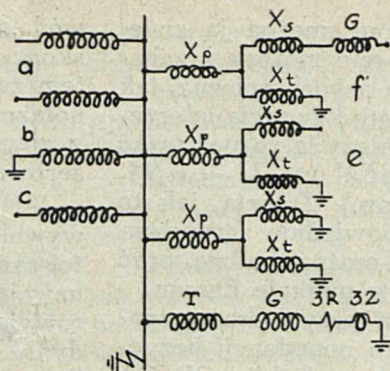 Xs G
a Xp f
Xt
Xs
b Xp e
Xt
c Xs
Xp
Xt
T G 3R 32